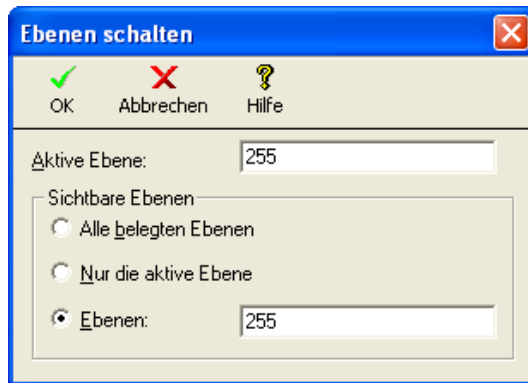 Ebenen schalten
OK Abbrechen Hilfe
Aktive Ebene: 255
Sichtbare Ebenen
Alle belegten Ebenen
Nur die aktive Ebene
Ebenen: 255